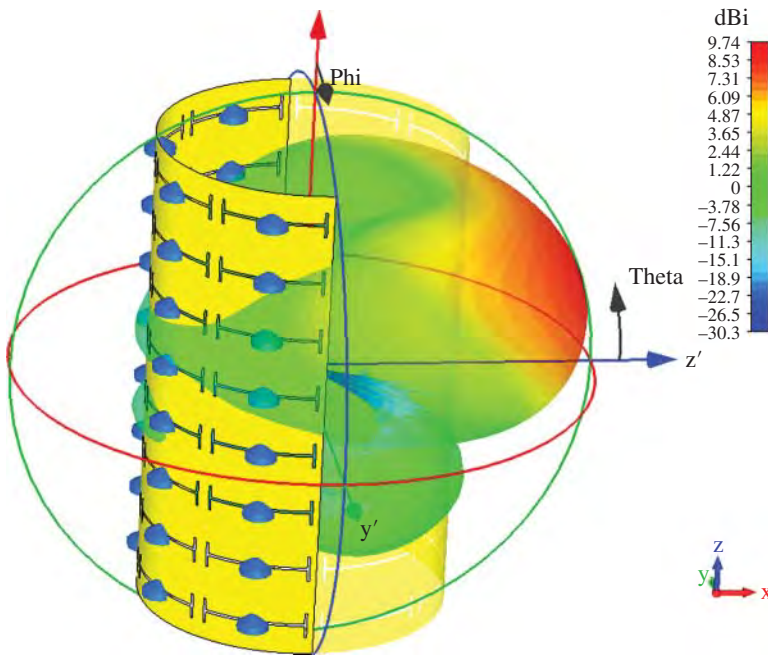 dBi
9.74
8.53
7.31
6.09
4.87
3.65
2.44
1.22
0
−3.78
−7.56
−11.3
−15.1
−18.9
−22.7
−26.5
−30.3
Phi
Theta
z′
y′
z
y
x